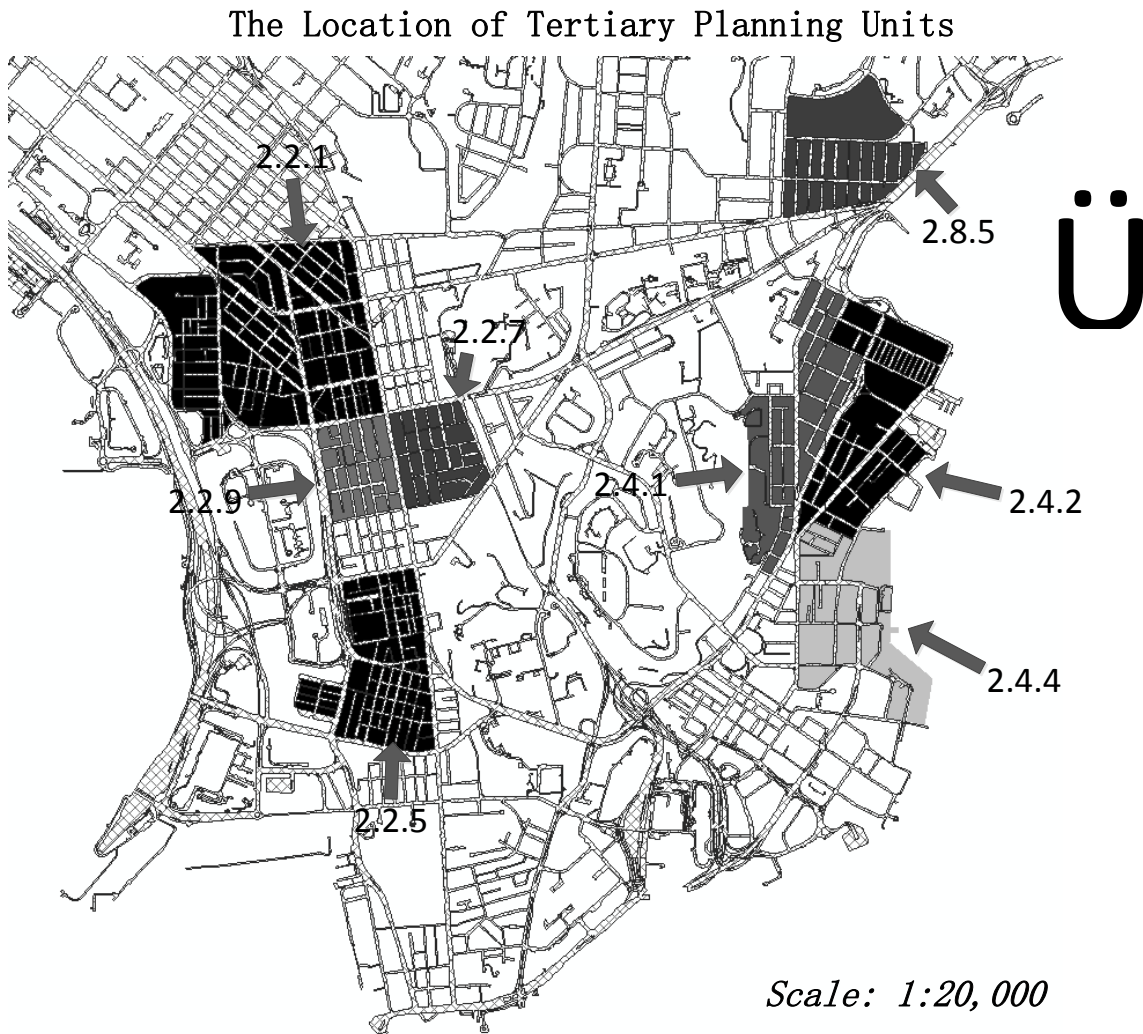 The Location of Tertiary Planning Units
2.2.1
2.8.5
Ü
2.2.7
2.2.9
2.4.1
2.4.2
2.4.4
2.2.5
Scale: 1:20,000